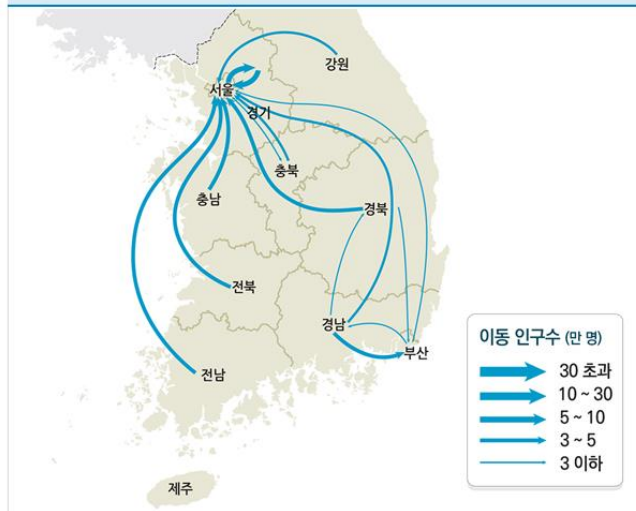 강원
서울
경기
충북
충남
경북
전북
경남
부산
전남
제주
이동 인구수 (만 명)
30 초과
10 ~ 30
5 ~ 10
3 ~ 5
3 이하